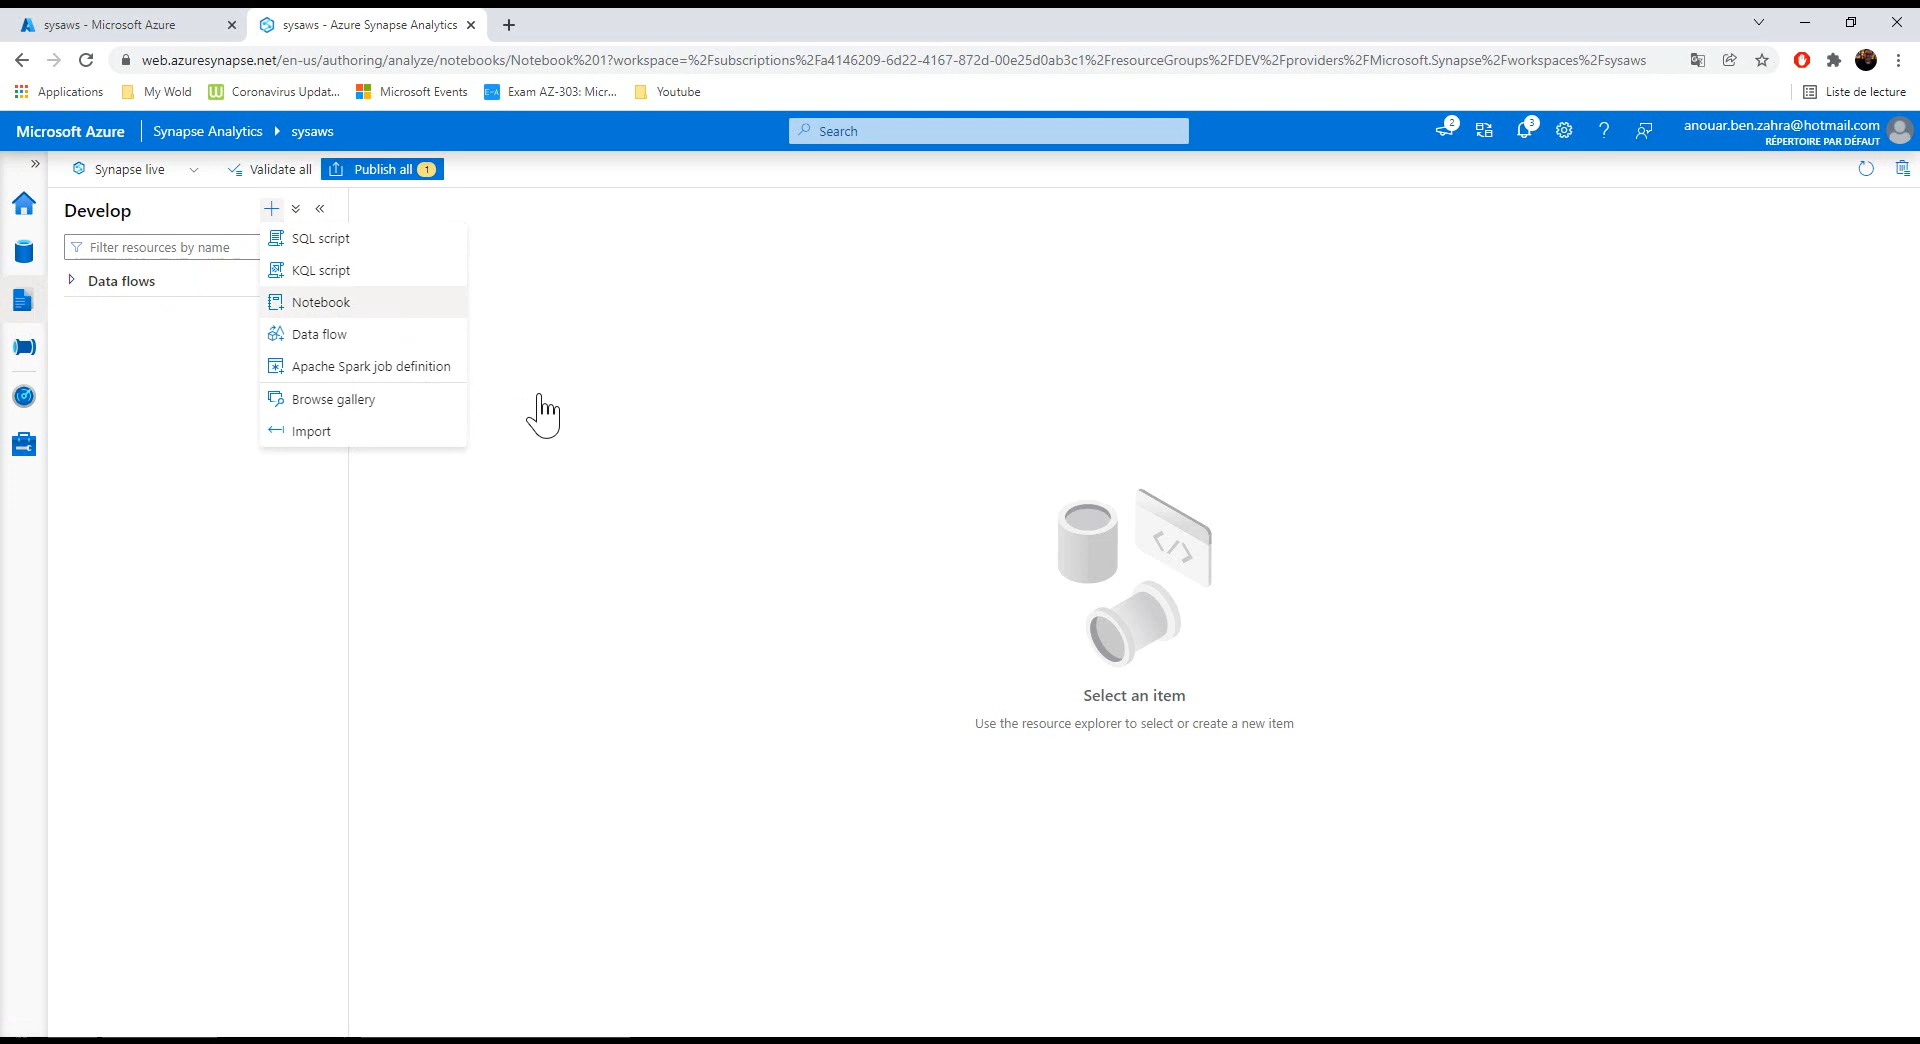 sysaws - Microsoft Azure
sysaws - Azure Synapse Analytics
web.azuresynapse.net/en-us/authoring/analyze/notebooks/Notebook%201?workspace=%2Fsubscriptions%2Fa4146209-6d22-4167-872d-00e25d0ab3c1%2FresourceGroups%2FDEV%2Fproviders%2FMicrosoft.Synapse%2Fworkspaces%2Fsysaws
Applications
My Wold
Coronavirus Updat...
Microsoft Events
E-A
Exam AZ-303: Micr...
Youtube
Liste de lecture
Microsoft Azure
Synapse Analytics
sysaws
Search
2
3
anouar.ben.zahra@hotmail.com
RÉPERTOIRE PAR DÉFAUT
Synapse live
Validate all
Publish all 1
Develop
Filter resources by name
Data flows
SQL script
KQL script
Notebook
Data flow
Apache Spark job definition
Browse gallery
Import
Select an item
Use the resource explorer to select or create a new item